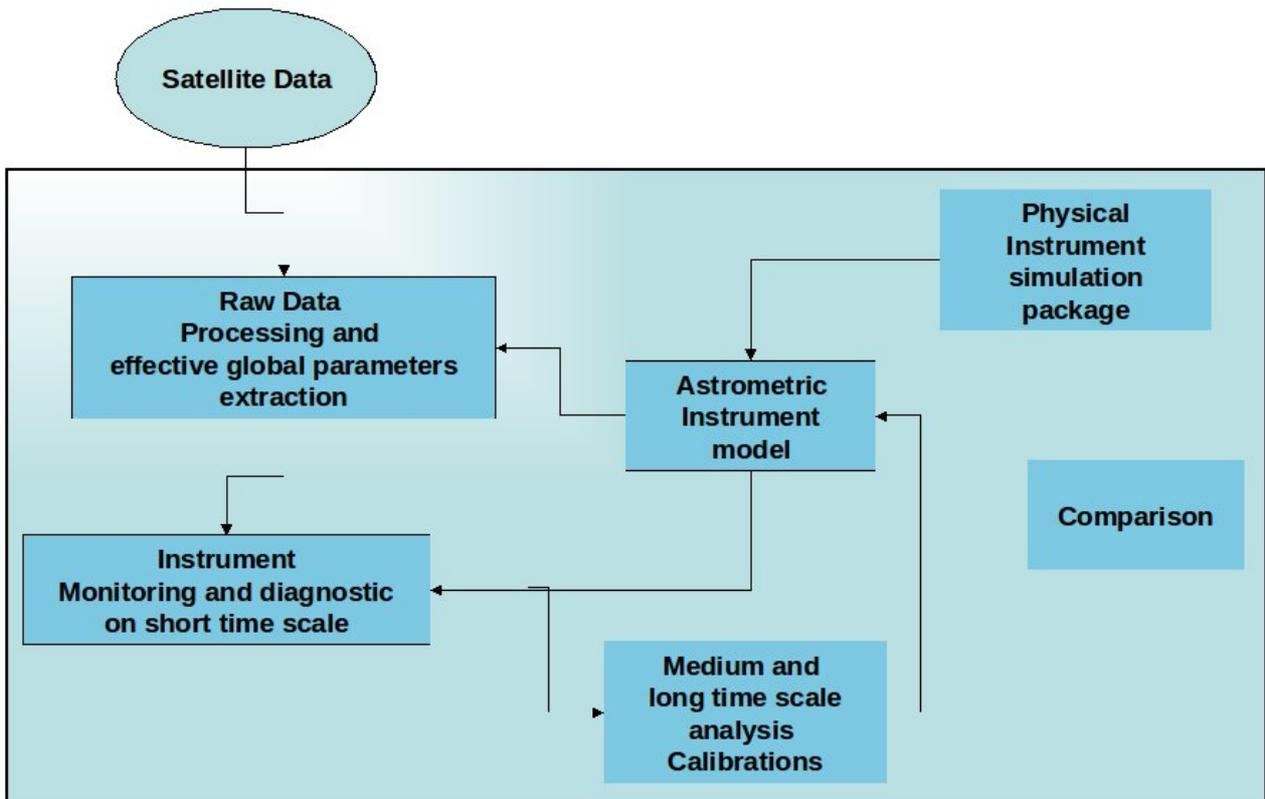 Satellite Data
Physical
Instrument
simulation
package
Raw Data
Processing and
effective global parameters
extraction
Astrometric
Instrument
model
Comparison
Instrument
Monitoring and diagnostic
on short time scale
Medium and
long time scale
analysis
Calibrations